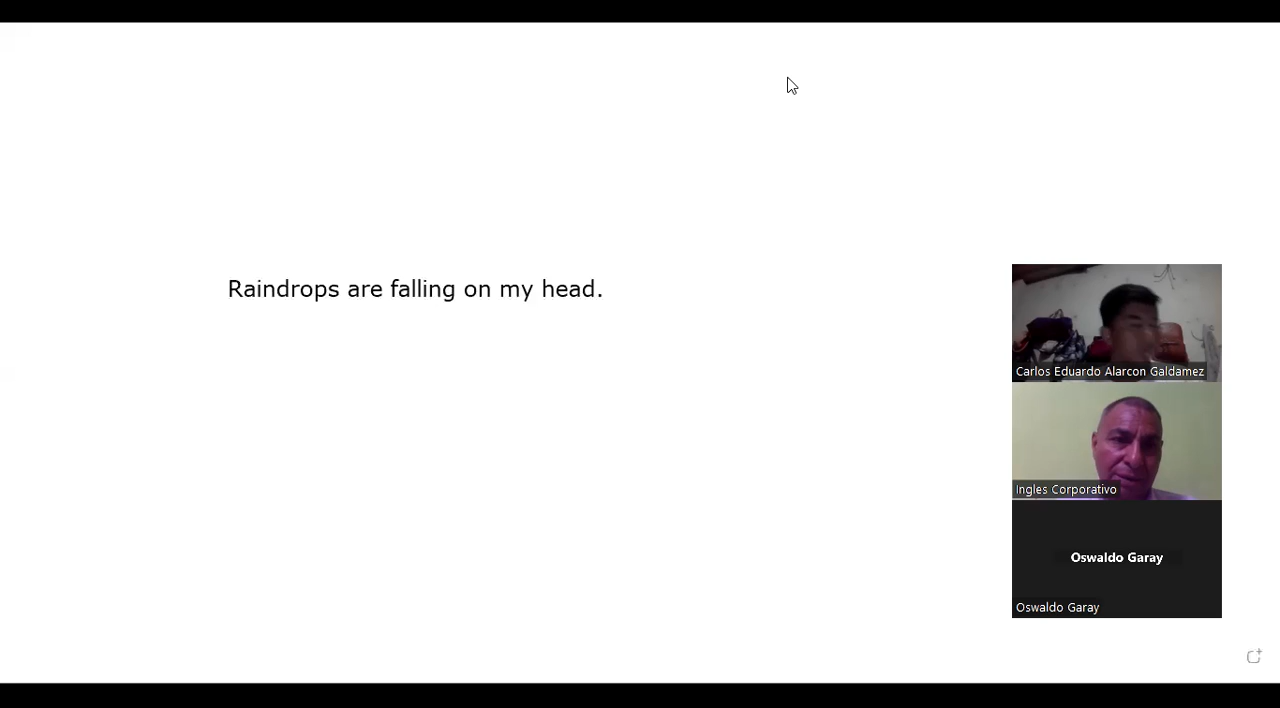 Raindrops are falling on my head.
Carlos Eduardo Alarcon Galdamez
Ingles Corporativo
Oswaldo Garay
Oswaldo Garay